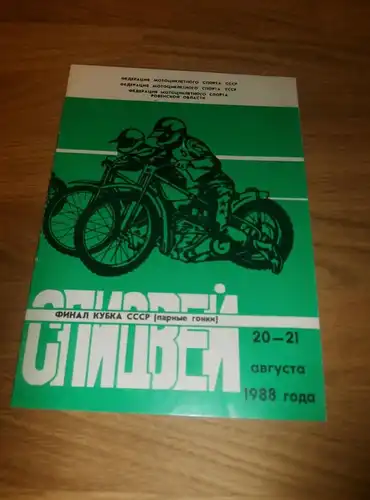 ФЕДЕРАЦИЯ МОТОЦИКЛЕТНОГО СПОРТА СССР
ФЕДЕРАЦИЯ МОТОЦИКЛЕТНОГО СПОРТА УССР
ФЕДЕРАЦИЯ МОТОЦИКЛЕТНОГО СПОРТА
РОВЕНСКОЙ ОБЛАСТИ
СПИДВЕЙ
ФИНАЛ КУБКА СССР (парные гонки)
20—21
августа
1988 года